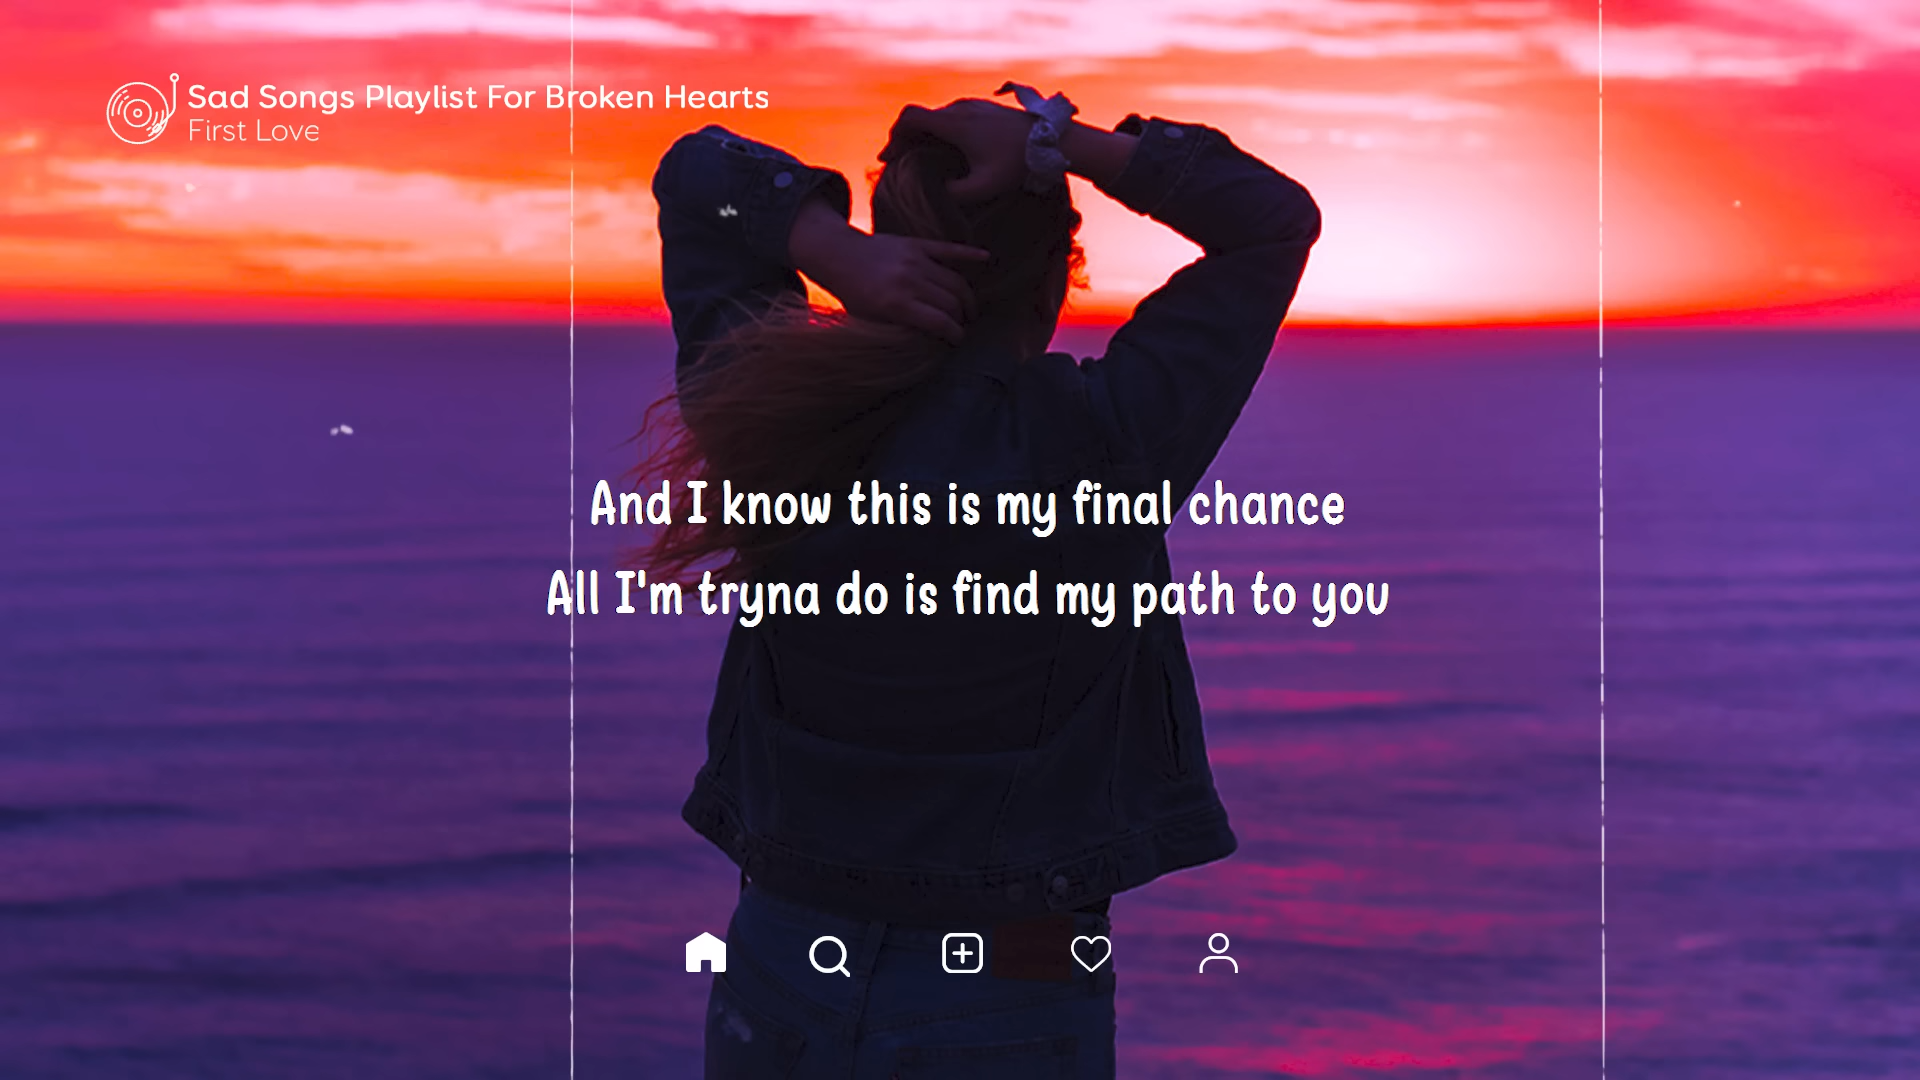 Sad Songs Playlist For Broken Hearts
First Love
And I know this is my final chance
All I'm tryna do is find my path to you